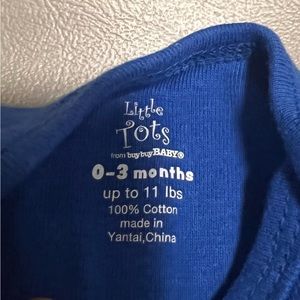 Little
Tots
from buybuyBABY®
0-3 months
up to 11 lbs
100% Cotton
made in
Yantai,China